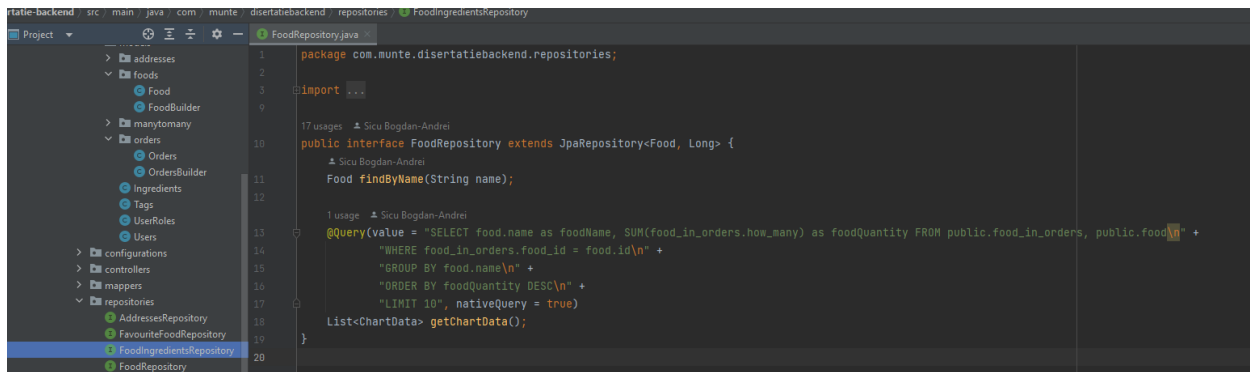 rtatie-backend src main java com munte disertatiebackend repositories FoodIngredientsRepository
Project
FoodRepository.java
addresses
foods
Food
FoodBuilder
manytomany
orders
Orders
OrdersBuilder
Ingredients
Tags
UserRoles
Users
configurations
controllers
mappers
repositories
AddressesRepository
FavouriteFoodRepository
FoodIngredientsRepository
FoodRepository
1 package com.munte.disertatiebackend.repositories;
2
3 import ...
9
17 usages Sicu Bogdan-Andrei
10 public interface FoodRepository extends JpaRepository<Food, Long> {
Sicu Bogdan-Andrei
11 Food findByName(String name);
12
1 usage Sicu Bogdan-Andrei
13 @Query(value = "SELECT food.name as foodName, SUM(food_in_orders.how_many) as foodQuantity FROM public.food_in_orders, public.food\n" +
14 "WHERE food_in_orders.food_id = food.id\n" +
15 "GROUP BY food.name\n" +
16 "ORDER BY foodQuantity DESC\n" +
17 "LIMIT 10", nativeQuery = true)
18 List<ChartData> getChartData();
19 }
20